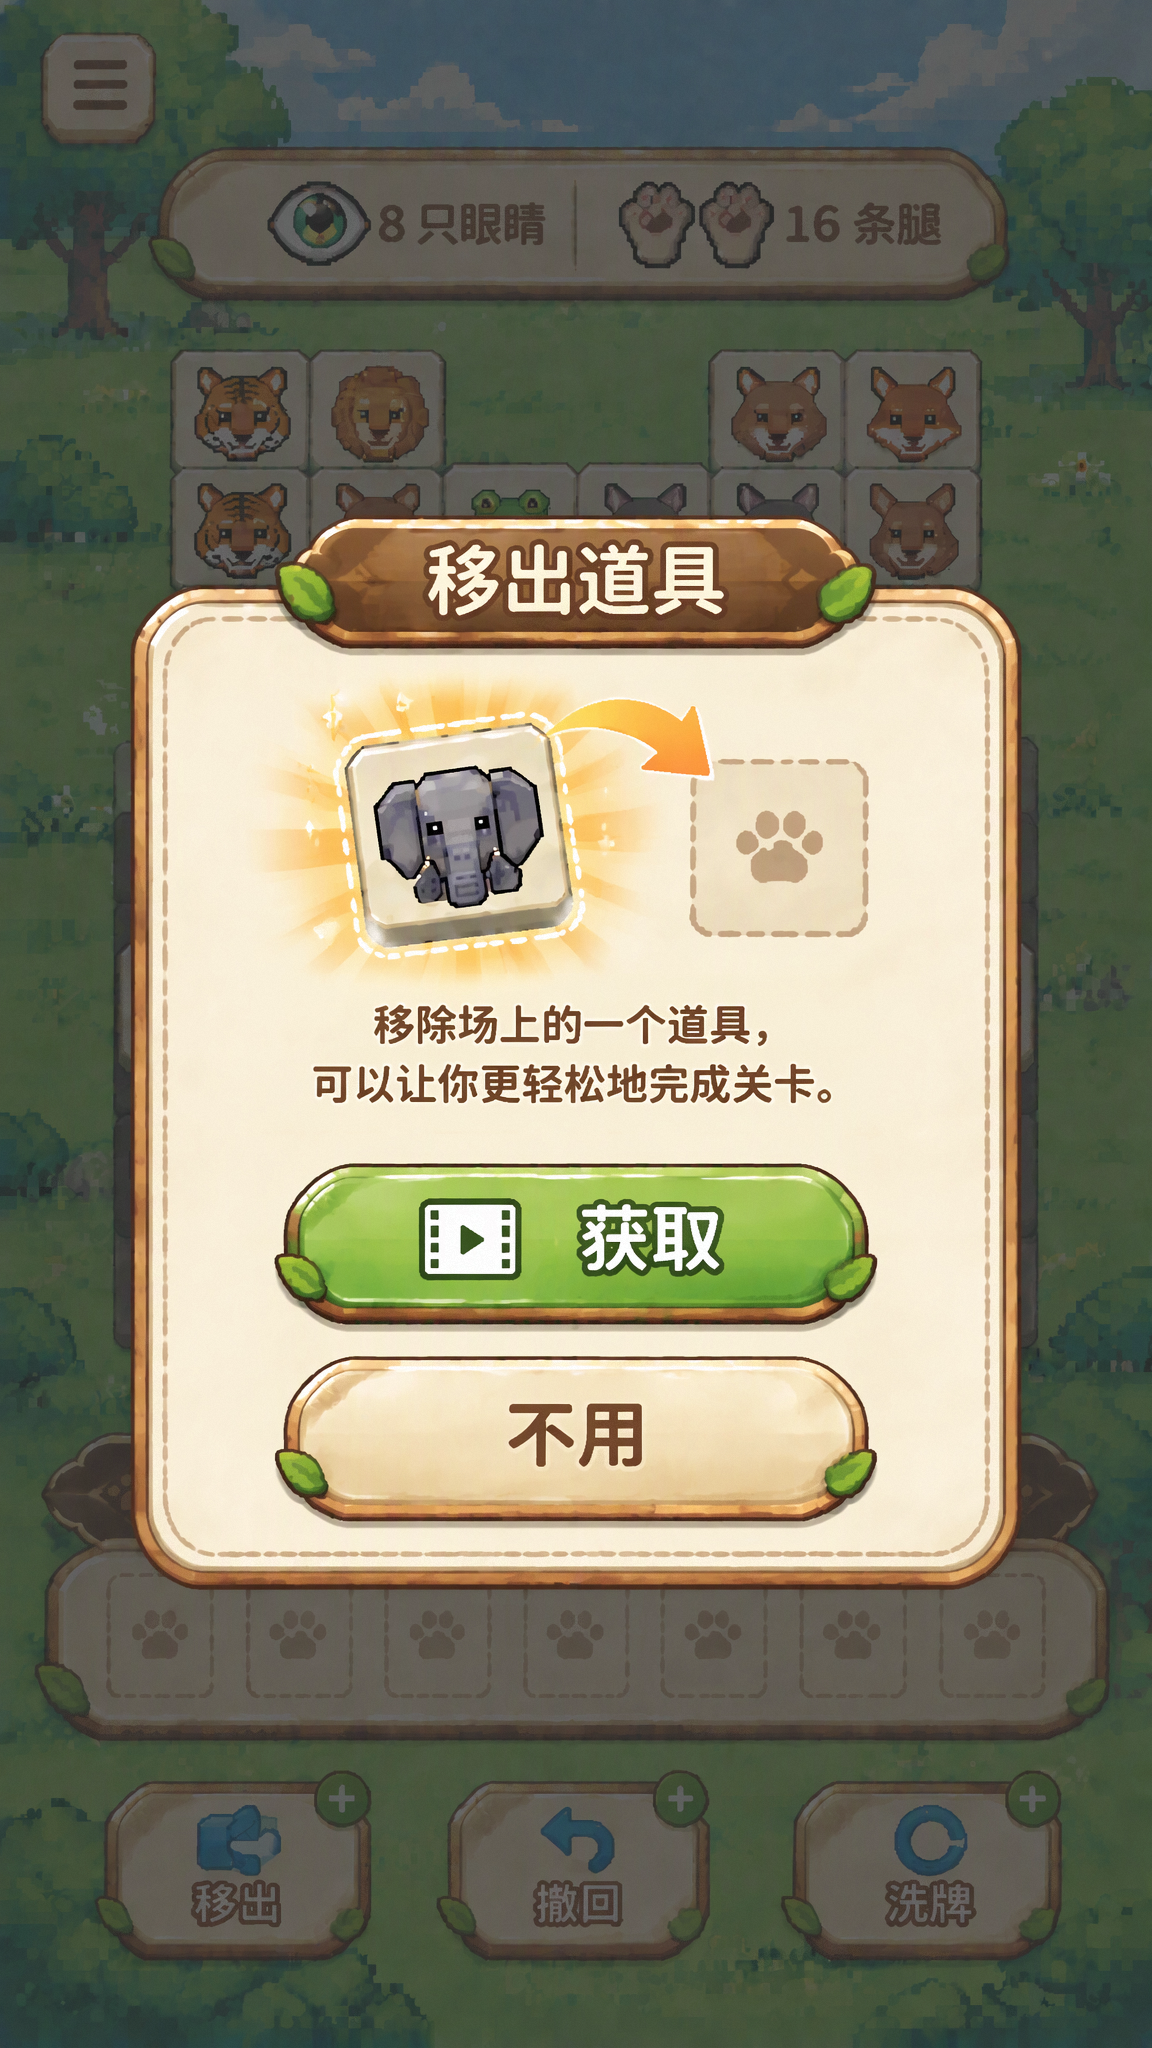 8 只眼睛
16 条腿
移出道具
移除场上的一个道具，
可以让你更轻松地完成关卡。
获取
不用
移出
撤回
洗牌